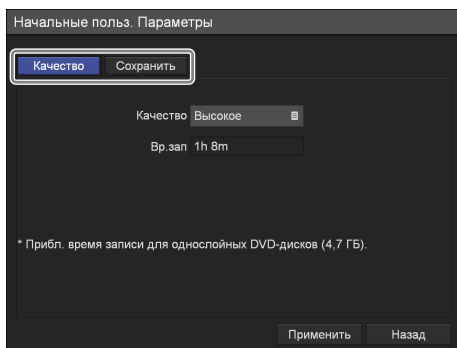 Начальные польз. Параметры
Качество Сохранить
Качество Высокое
Вр.зап 1h 8m
* Прибл. время записи для однослойных DVD-дисков (4,7 ГБ).
Применить Назад